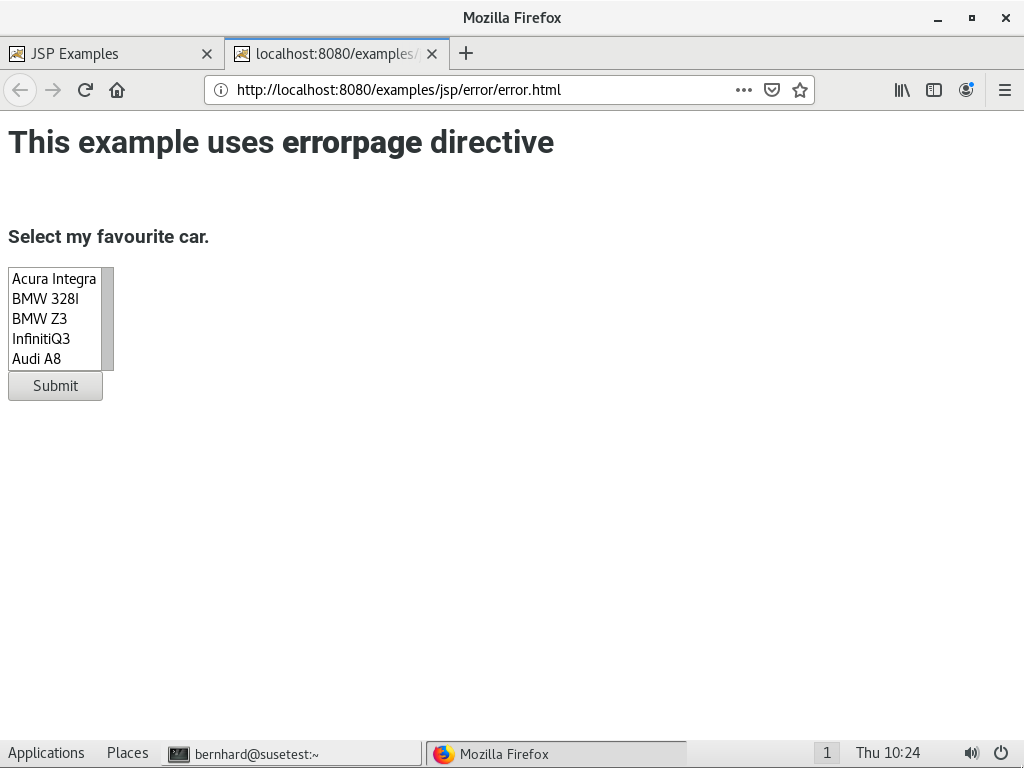 Mozilla Firefox
JSP Examples
localhost:8080/examples/
http://localhost:8080/examples/jsp/error/error.html
This example uses errorpage directive
Select my favourite car.
Acura Integra
BMW 328I
BMW Z3
InfinitiQ3
Audi A8
Submit
Applications Places bernhard@susetest:~ Mozilla Firefox 1 Thu 10:24